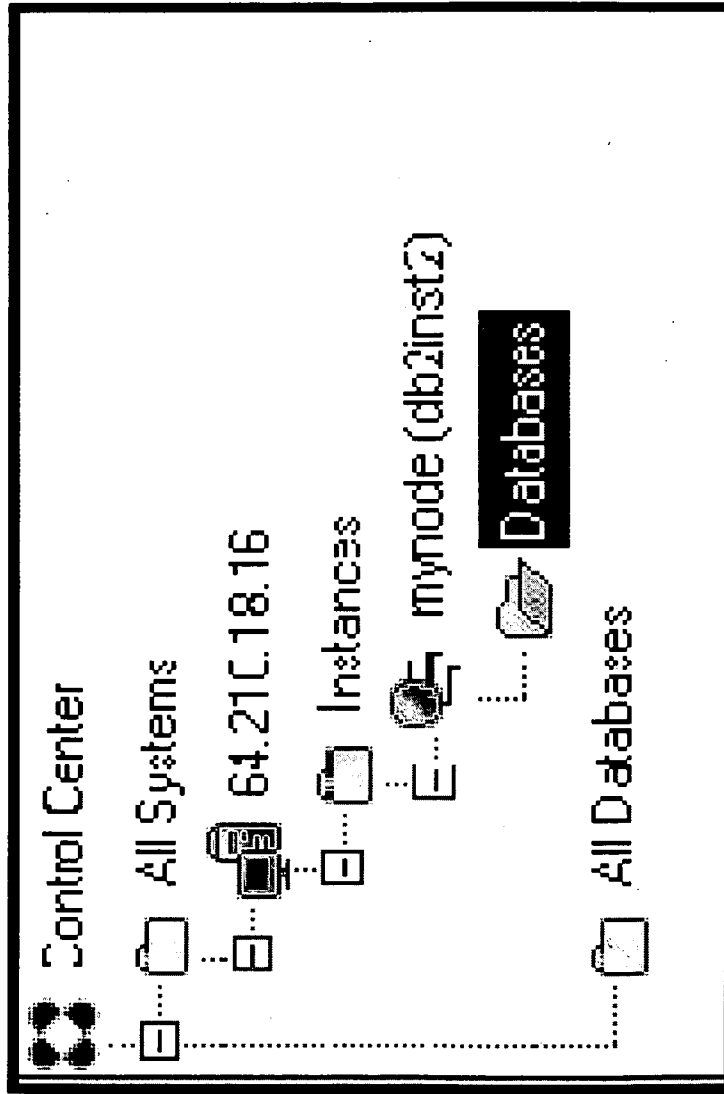 Control Center
All Systems
64.210.18.16
Instances
mynode (db2inst2)
Databases
All Databases